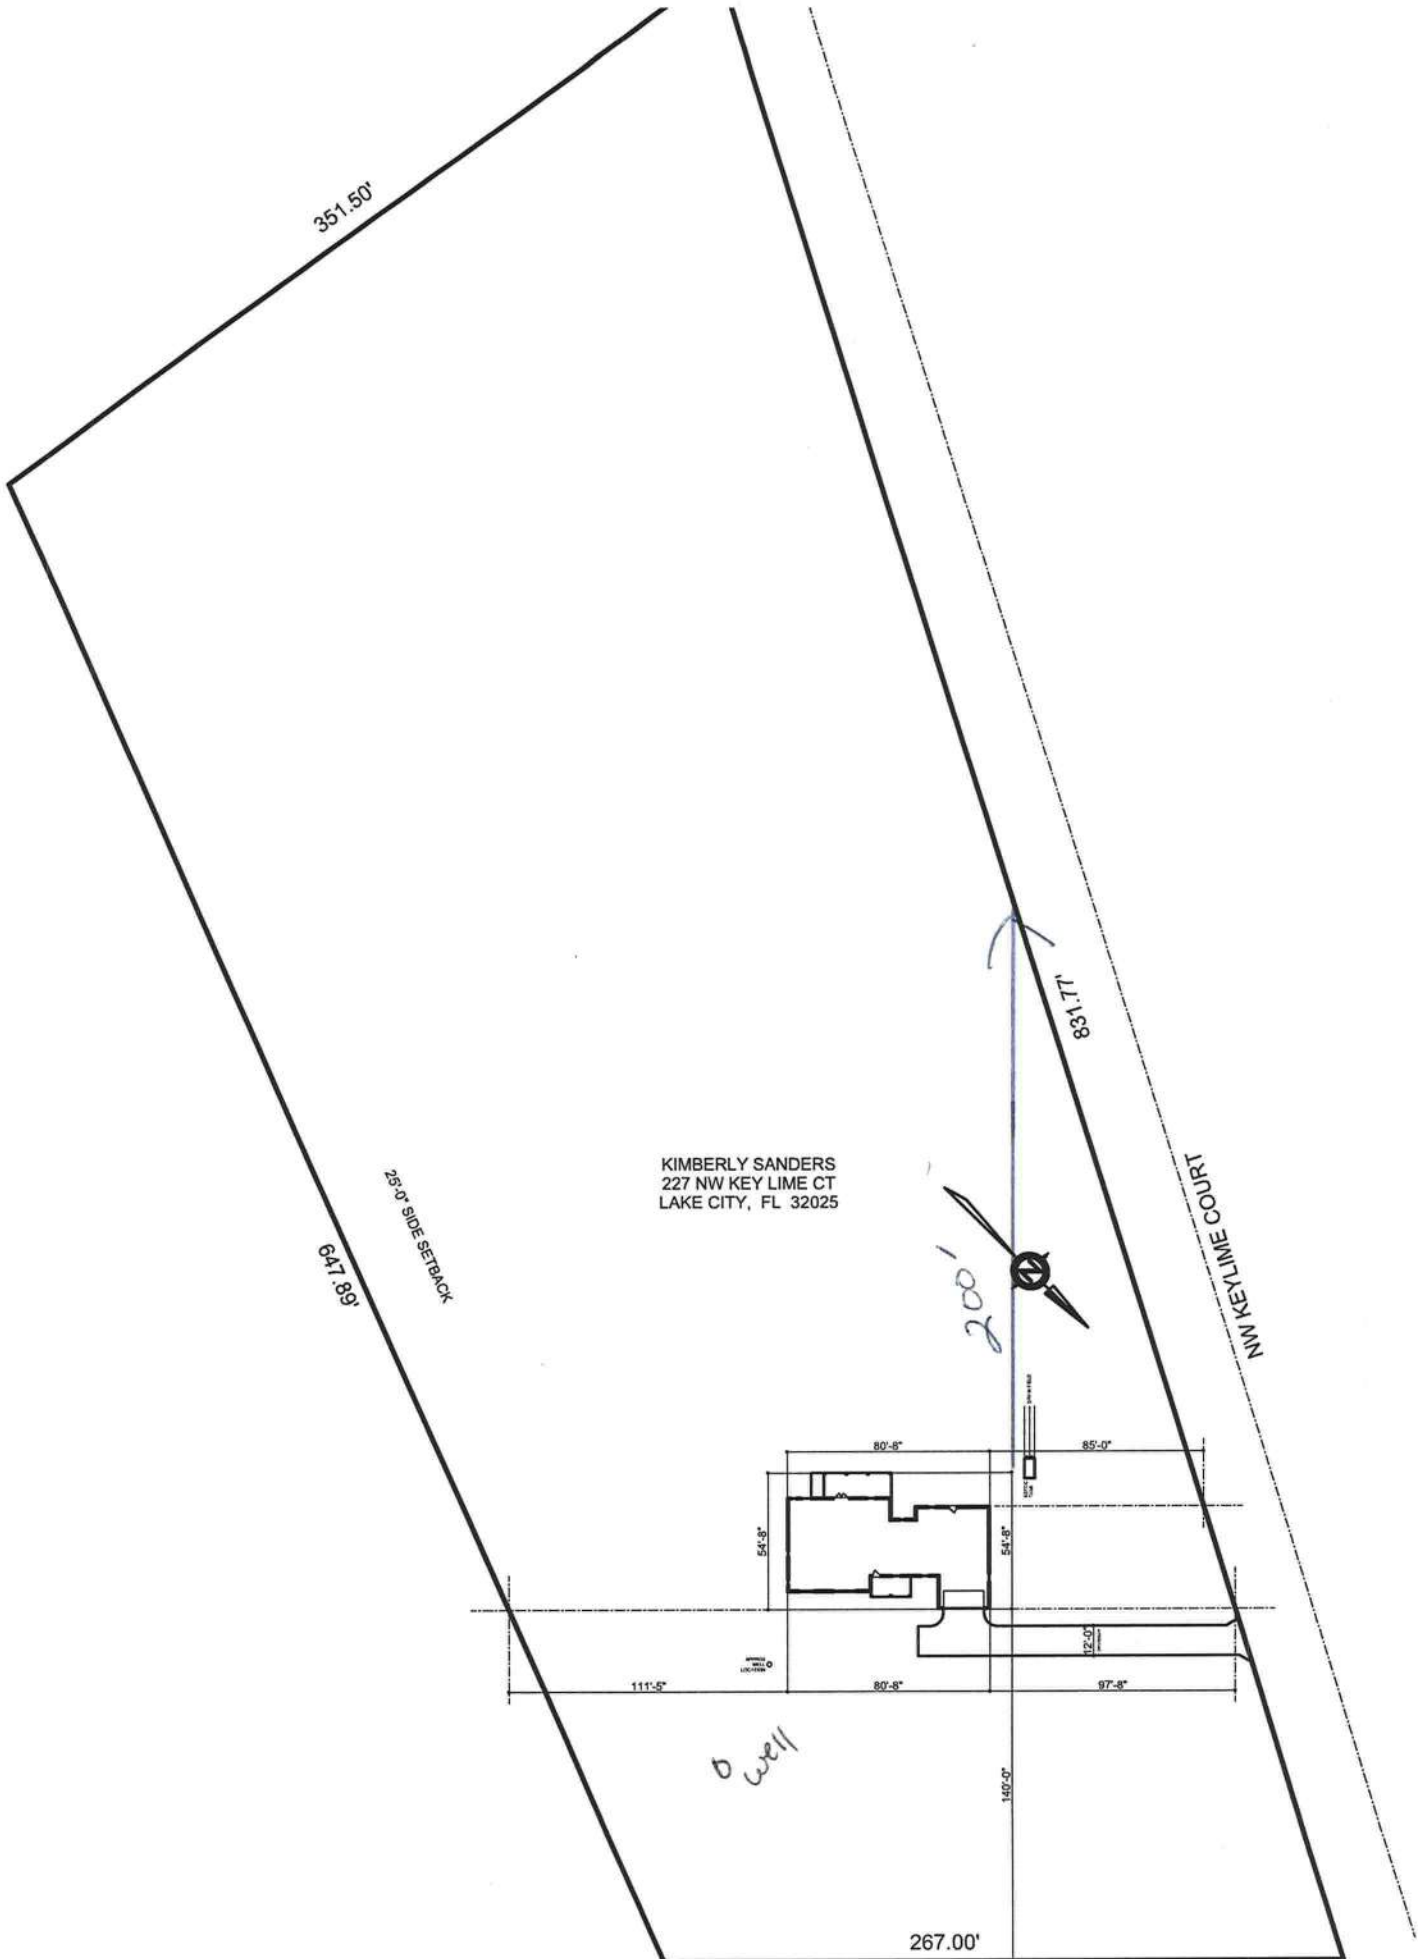 351.50'
831.77'
KIMBERLY SANDERS
227 NW KEY LIME CT
LAKE CITY, FL 32025
25'-0" SIDE SETBACK
647.89'
NW KEYLIME COURT
200'
N
80'-8"
85'-0"
54'-8"
54'-8"
12'-0"
111'-5"
80'-8"
97'-8"
well
140'-0"
267.00'